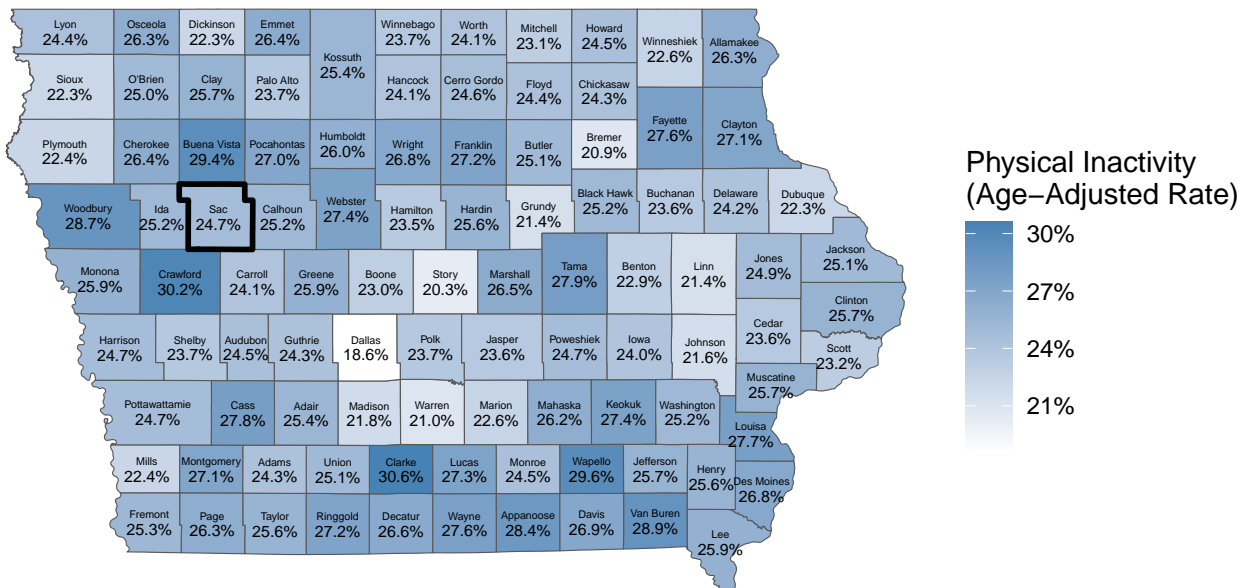 Lyon
24.4%
Osceola
26.3%
Dickinson
22.3%
Emmet
26.4%
Kossuth
25.4%
Winnebago
23.7%
Worth
24.1%
Mitchell
23.1%
Howard
24.5%
Winneshiek
22.6%
Allamakee
26.3%
Sioux
22.3%
O'Brien
25.0%
Clay
25.7%
Palo Alto
23.7%
Hancock
24.1%
Cerro Gordo
24.6%
Floyd
24.4%
Chickasaw
24.3%
Fayette
27.6%
Clayton
27.1%
Plymouth
22.4%
Cherokee
26.4%
Buena Vista
29.4%
Pocahontas
27.0%
Humboldt
26.0%
Wright
26.8%
Franklin
27.2%
Butler
25.1%
Bremer
20.9%
Woodbury
28.7%
Ida
25.2%
Sac
24.7%
Calhoun
25.2%
Webster
27.4%
Hamilton
23.5%
Hardin
25.6%
Grundy
21.4%
Black Hawk
25.2%
Buchanan
23.6%
Delaware
24.2%
Dubuque
22.3%
Monona
25.9%
Crawford
30.2%
Carroll
24.1%
Greene
25.9%
Boone
23.0%
Story
20.3%
Marshall
26.5%
Tama
27.9%
Benton
22.9%
Linn
21.4%
Jones
24.9%
Jackson
25.1%
Clinton
25.7%
Harrison
24.7%
Shelby
23.7%
Audubon
24.5%
Guthrie
24.3%
Dallas
18.6%
Polk
23.7%
Jasper
23.6%
Poweshiek
24.7%
Iowa
24.0%
Johnson
21.6%
Cedar
23.6%
Scott
23.2%
Muscatine
25.7%
Pottawattamie
24.7%
Cass
27.8%
Adair
25.4%
Madison
21.8%
Warren
21.0%
Marion
22.6%
Mahaska
26.2%
Keokuk
27.4%
Washington
25.2%
Louisa
27.7%
Mills
22.4%
Montgomery
27.1%
Adams
24.3%
Union
25.1%
Clarke
30.6%
Lucas
27.3%
Monroe
24.5%
Wapello
29.6%
Jefferson
25.7%
Henry
25.6%
Des Moines
26.8%
Fremont
25.3%
Page
26.3%
Taylor
25.6%
Ringgold
27.2%
Decatur
26.6%
Wayne
27.6%
Appanoose
28.4%
Davis
26.9%
Van Buren
28.9%
Lee
25.9%
Physical Inactivity
(Age−Adjusted Rate)
30%
27%
24%
21%